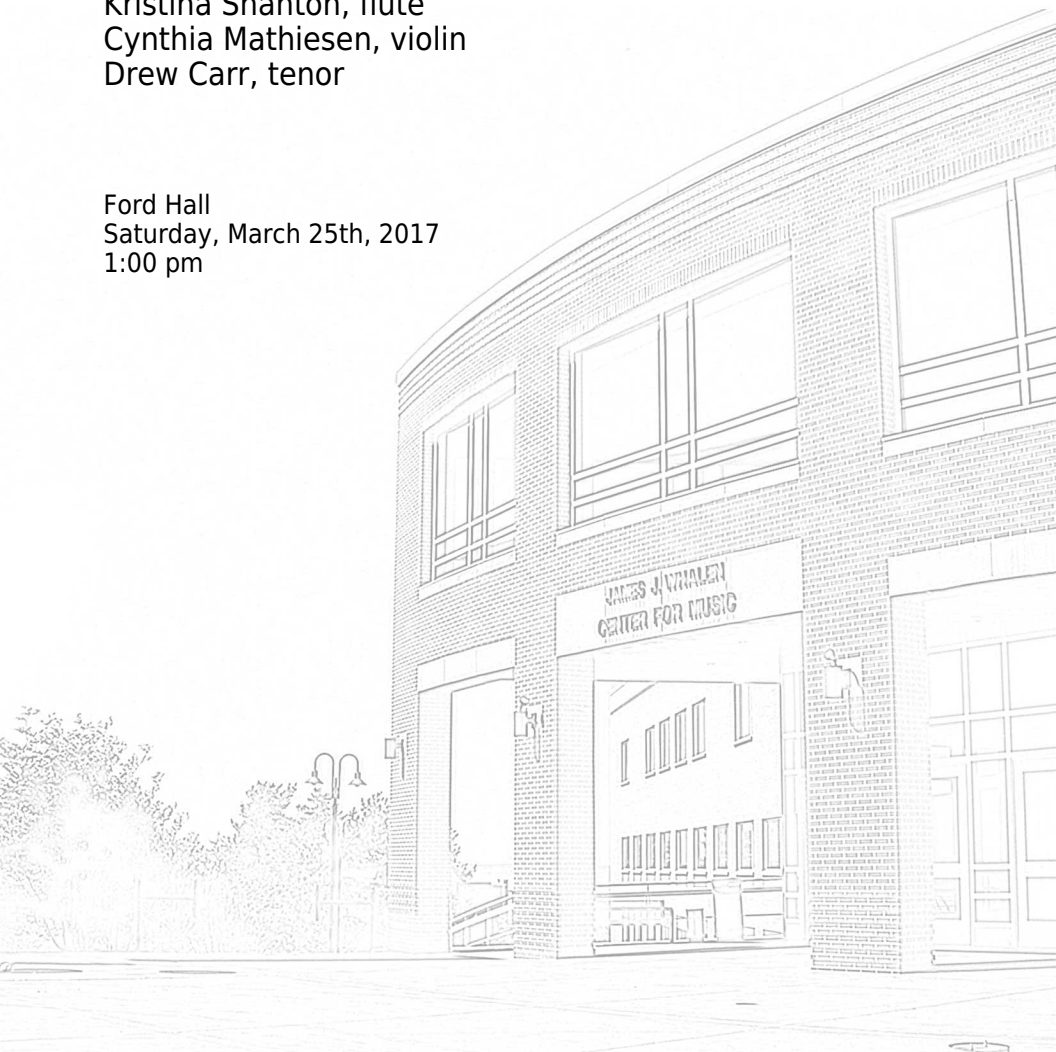 Kristina Shanton, flute
Cynthia Mathiesen, violin
Drew Carr, tenor
Ford Hall
Saturday, March 25th, 2017
1:00 pm
JAMES J. WHALEN
CENTER FOR MUSIC